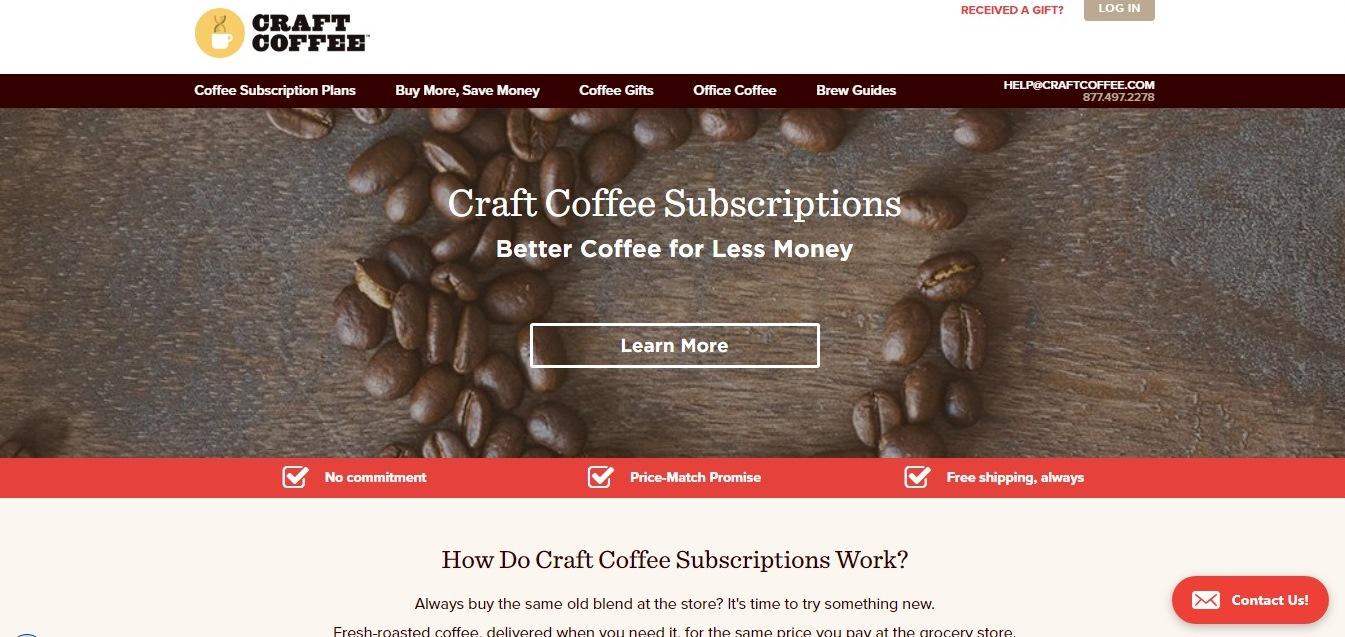 CRAFT
COFFEE™
RECEIVED A GIFT?
LOG IN
Coffee Subscription Plans
Buy More, Save Money
Coffee Gifts
Office Coffee
Brew Guides
HELP@CRAFTCOFFEE.COM
877.497.2278
Craft Coffee Subscriptions
Better Coffee for Less Money
Learn More
No commitment
Price-Match Promise
Free shipping, always
How Do Craft Coffee Subscriptions Work?
Always buy the same old blend at the store? It's time to try something new.
Fresh-roasted coffee, delivered when you need it, for the same price you pay at the grocery store.
Contact Us!